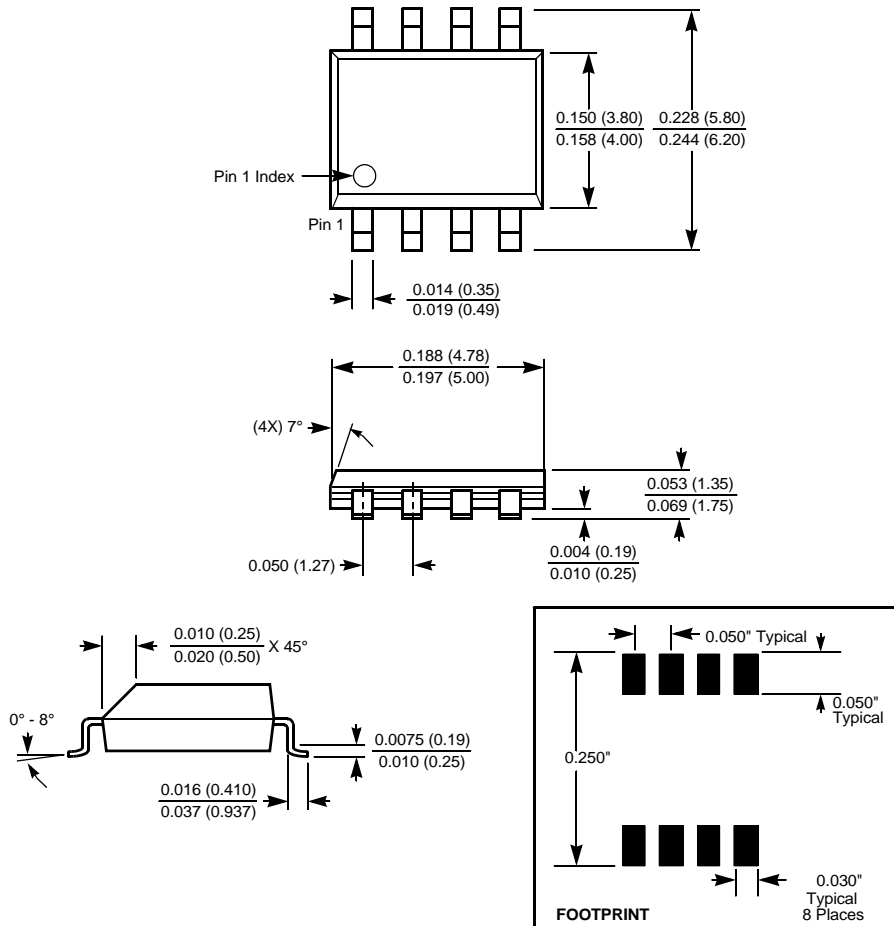 0.150 (3.80)
0.158 (4.00)
0.228 (5.80)
0.244 (6.20)
Pin 1 Index
Pin 1
0.014 (0.35)
0.019 (0.49)
0.188 (4.78)
0.197 (5.00)
(4X) 7°
0.053 (1.35)
0.069 (1.75)
0.050 (1.27)
0.004 (0.19)
0.010 (0.25)
0.010 (0.25)
0.020 (0.50)
X 45°
0° - 8°
0.0075 (0.19)
0.010 (0.25)
0.016 (0.410)
0.037 (0.937)
0.050" Typical
0.050"
Typical
0.250"
0.030"
Typical
8 Places
FOOTPRINT